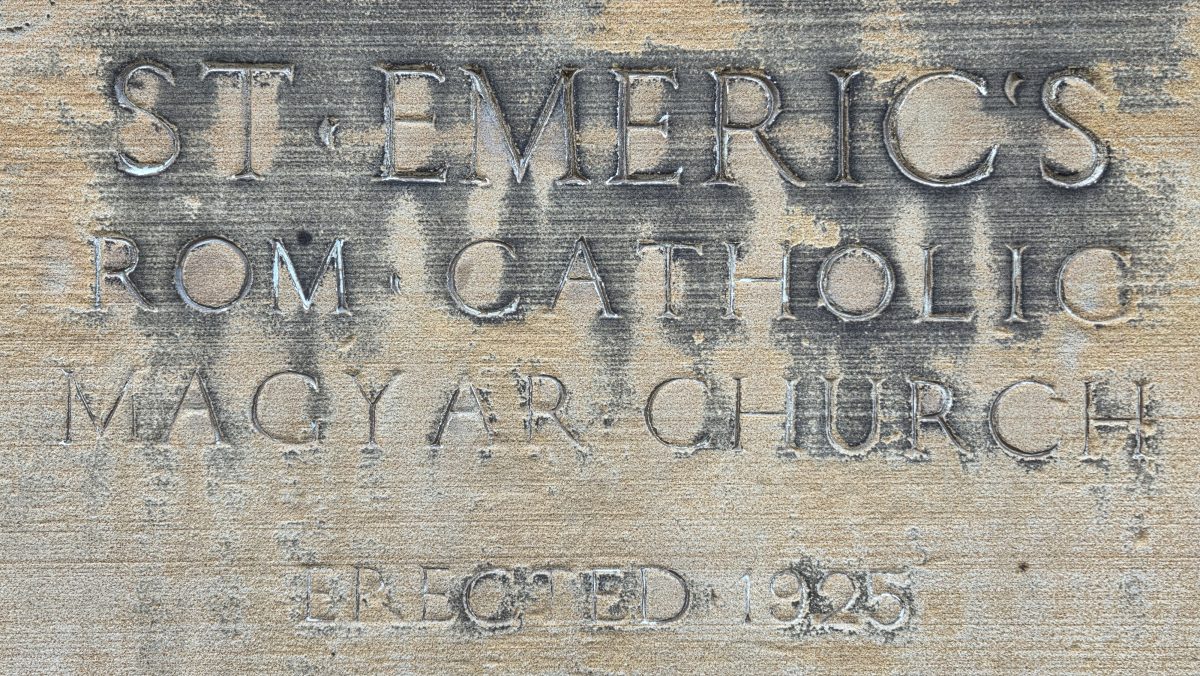 ST · EMERIC'S
ROM · CATHOLIC
MAGYAR CHURCH
ERECTED · 1925